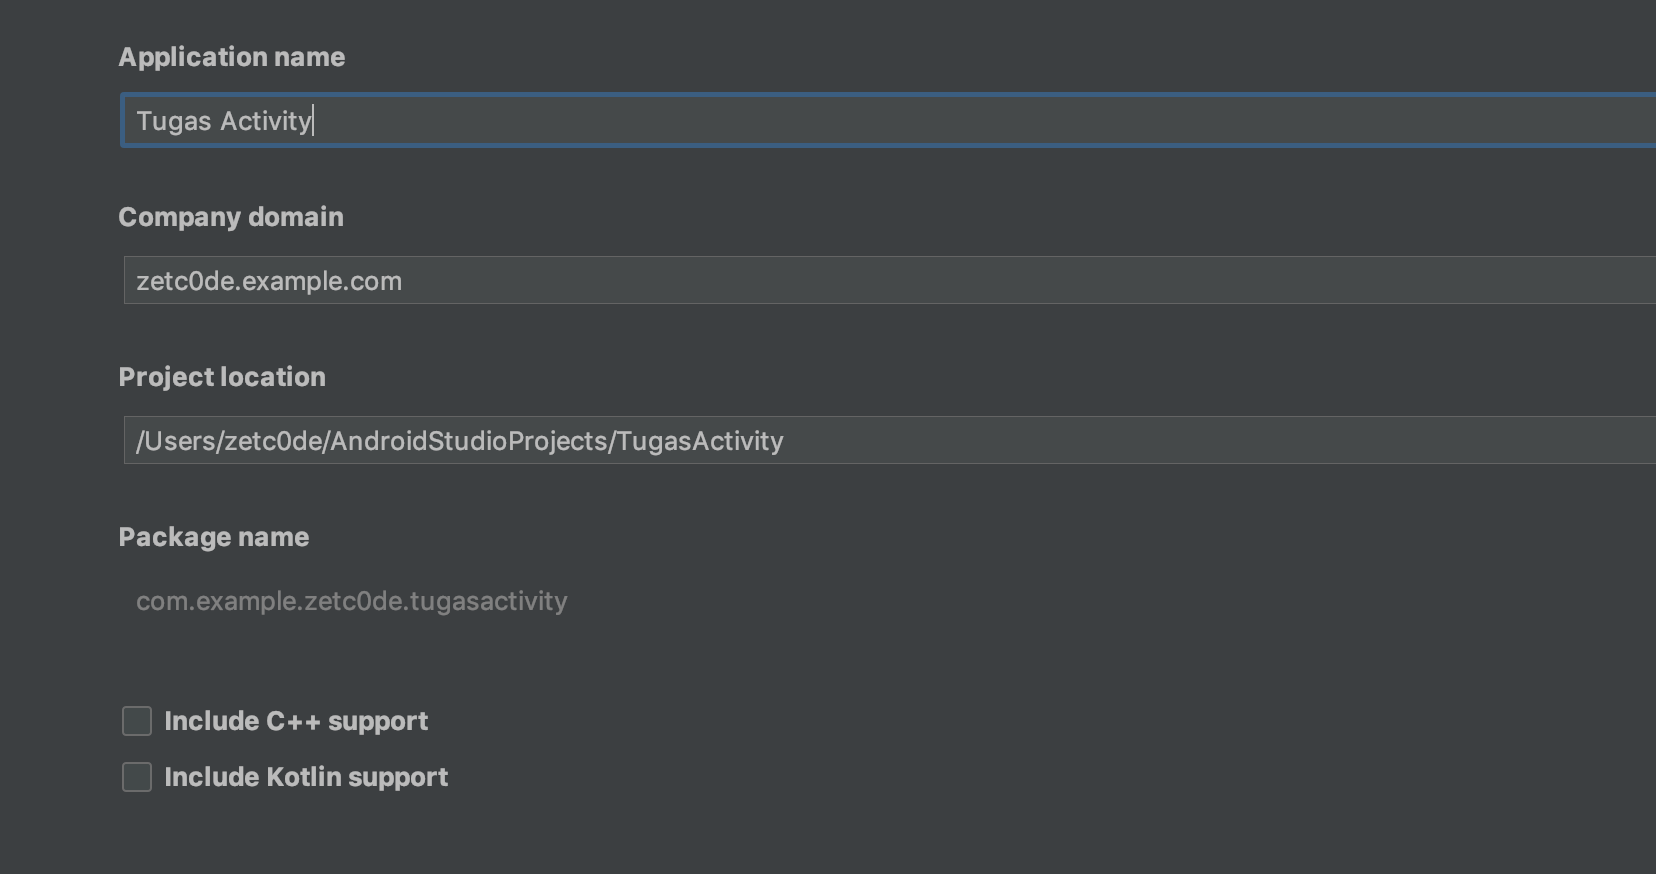 Application name
Tugas Activity
Company domain
zetc0de.example.com
Project location
/Users/zetc0de/AndroidStudioProjects/TugasActivity
Package name
com.example.zetc0de.tugasactivity
Include C++ support
Include Kotlin support